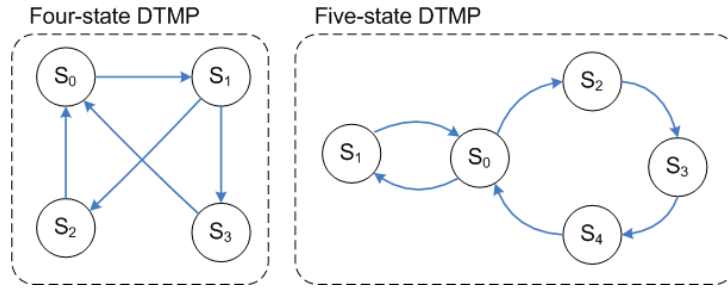 Four-state DTMP
Five-state DTMP
S₀
S₁
S₂
S₃
S₂
S₁
S₀
S₃
S₄